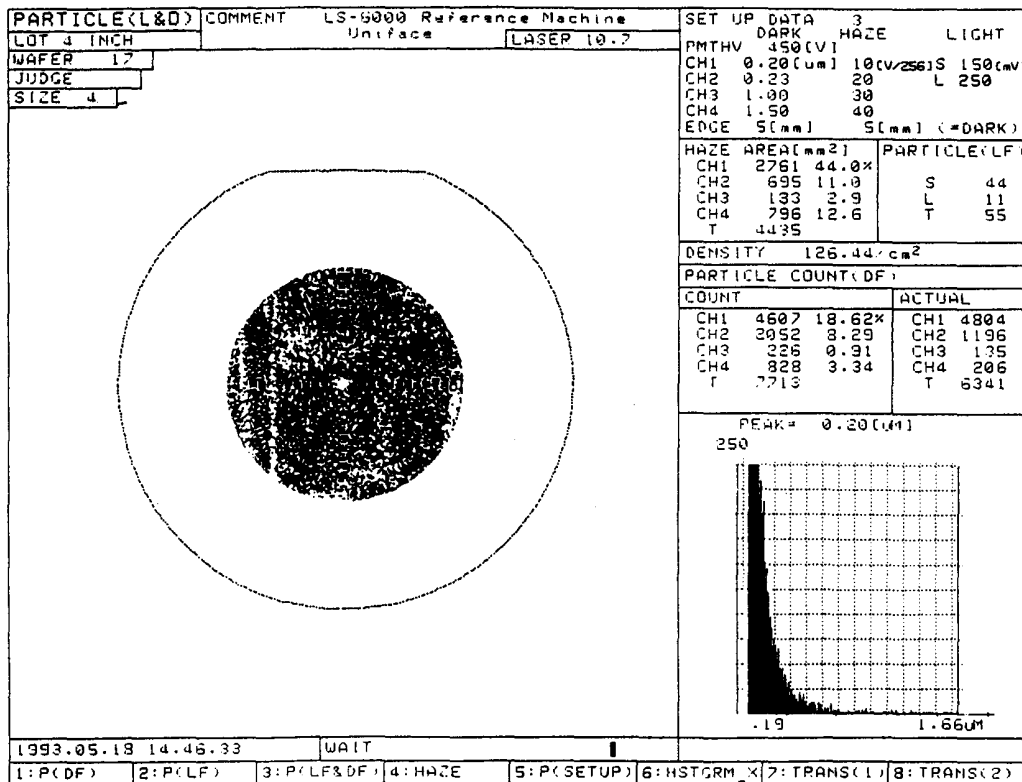 PARTICLE(L&D) COMMENT LS-6000 Reference Machine
Uniface
LOT 4 INCH LASER 10.7
WAFER 17
JUDGE
SIZE 4
SET UP DATA 3
DARK HAZE LIGHT
PMTHV 450[V]
CH1 0.20[um] 10(V/256)S 150(mV
CH2 0.23 20 L 250
CH3 1.00 30
CH4 1.50 40
EDGE 5[mm] 5[mm] (=DARK)
HAZE AREA[mm2] PARTICLE(LF)
CH1 2761 44.0%
CH2 695 11.0 S 44
CH3 133 2.9 L 11
CH4 796 12.6 T 55
T 4435
DENSITY 126.44/cm2
PARTICLE COUNT(DF)
COUNT ACTUAL
CH1 4607 18.62% CH1 4804
CH2 2052 8.29 CH2 1196
CH3 226 0.91 CH3 135
CH4 828 3.34 CH4 206
T 7713 T 6341
PEAK= 0.20[uM]
250
.19 1.66uM
1993.05.18 14.46.33 WAIT
1:P(DF) 2:P(LF) 3:P(LF&DF) 4:HAZE 5:P(SETUP) 6:HSTGRM_X 7:TRANS(1) 8:TRANS(2)